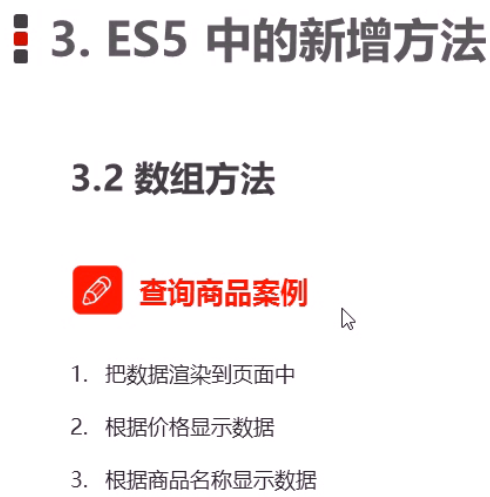 3. ES5 中的新增方法
3.2 数组方法
查询商品案例
1. 把数据渲染到页面中
2. 根据价格显示数据
3. 根据商品名称显示数据